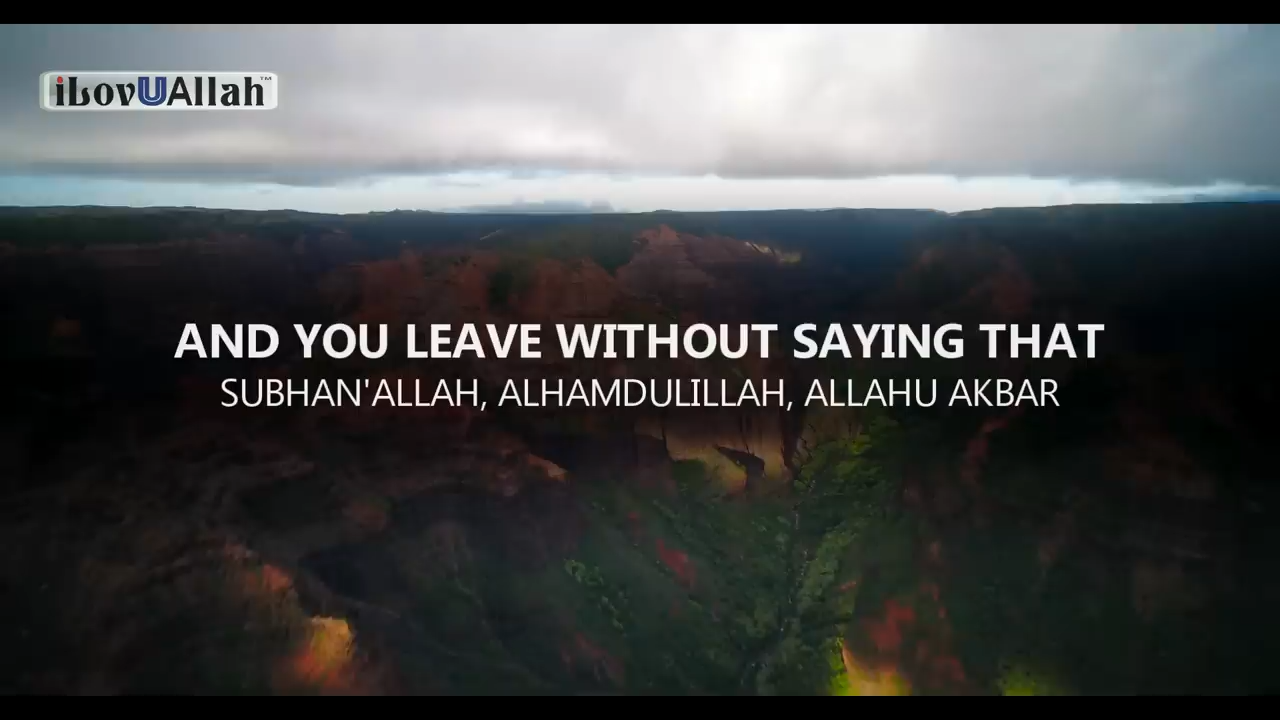 iLovUAllah™
AND YOU LEAVE WITHOUT SAYING THAT
SUBHAN'ALLAH, ALHAMDULILLAH, ALLAHU AKBAR